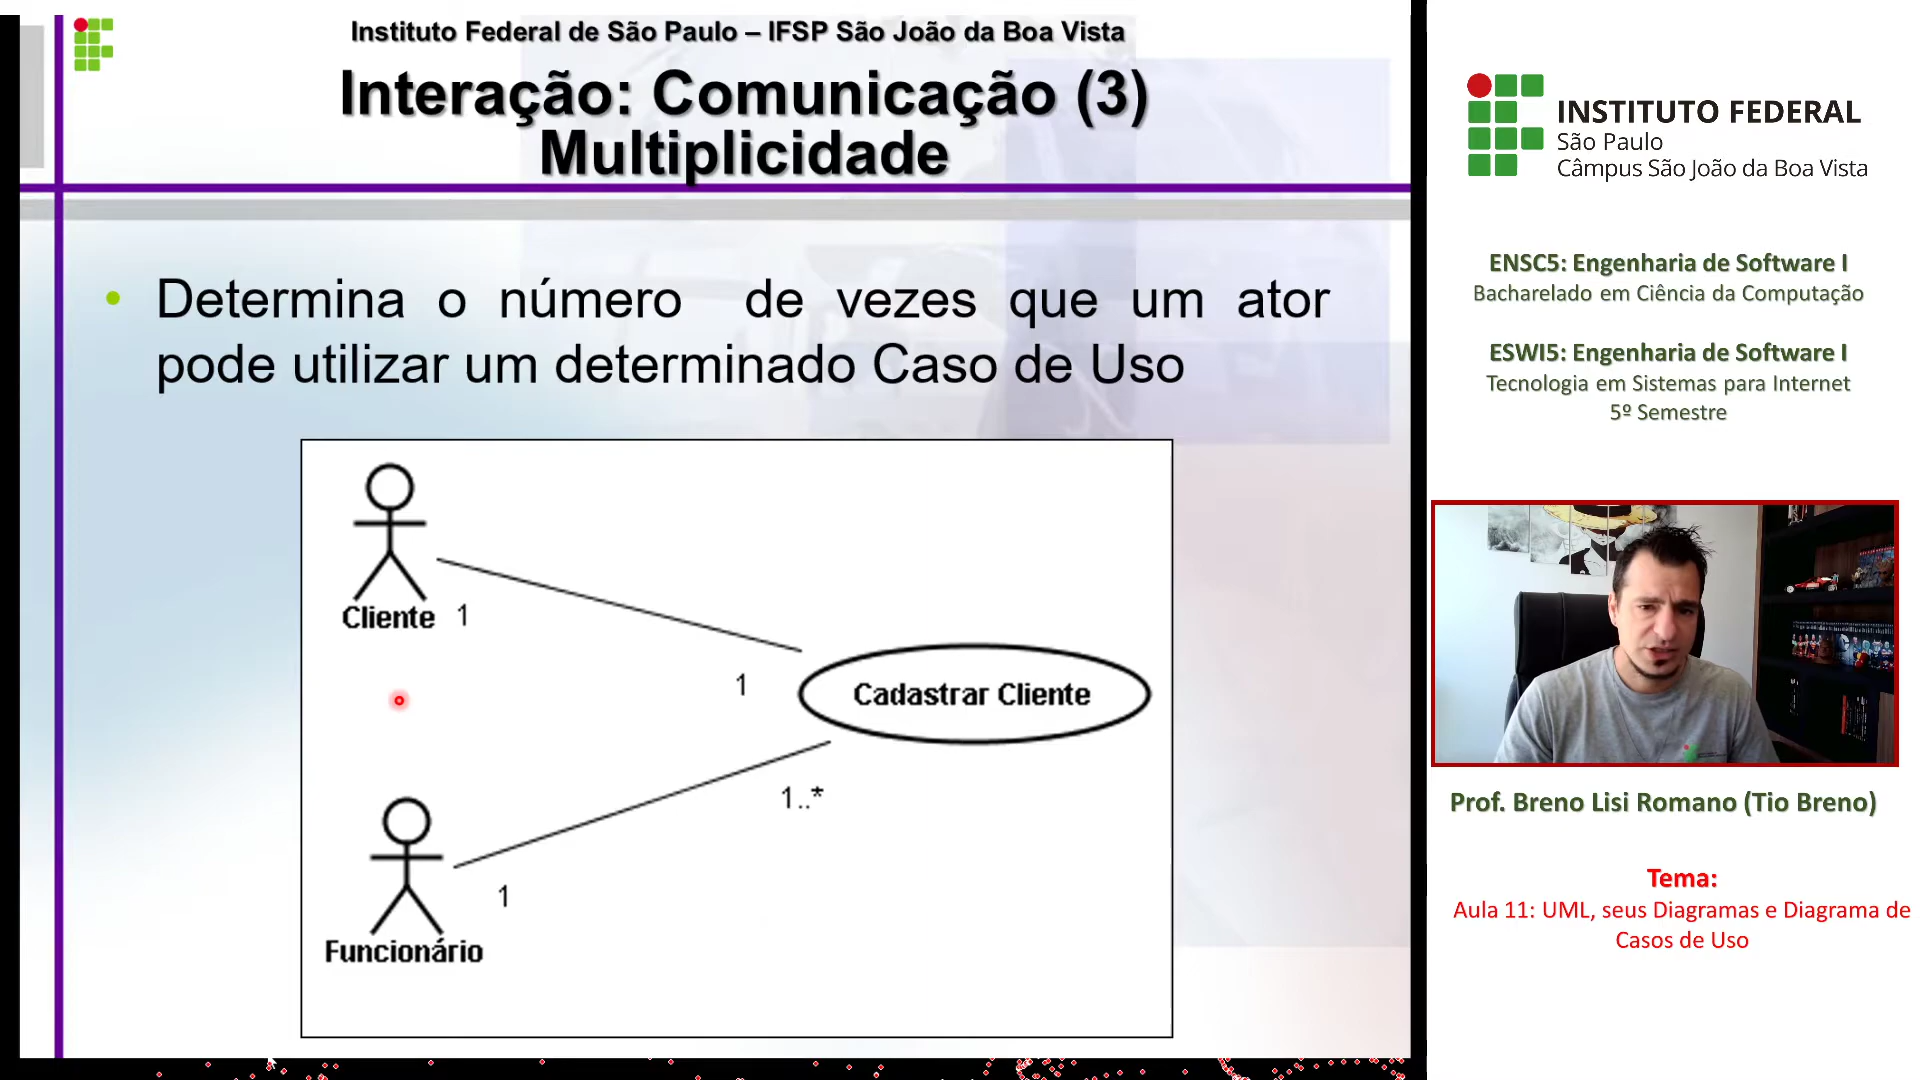 Instituto Federal de São Paulo – IFSP São João da Boa Vista
Interação: Comunicação (3)
Multiplicidade
• Determina o número de vezes que um ator
pode utilizar um determinado Caso de Uso
Cliente 1
1
Cadastrar Cliente
1..*
1
Funcionário
INSTITUTO FEDERAL
São Paulo
Câmpus São João da Boa Vista
ENSC5: Engenharia de Software I
Bacharelado em Ciência da Computação
ESWI5: Engenharia de Software I
Tecnologia em Sistemas para Internet
5º Semestre
Prof. Breno Lisi Romano (Tio Breno)
Tema:
Aula 11: UML, seus Diagramas e Diagrama de
Casos de Uso